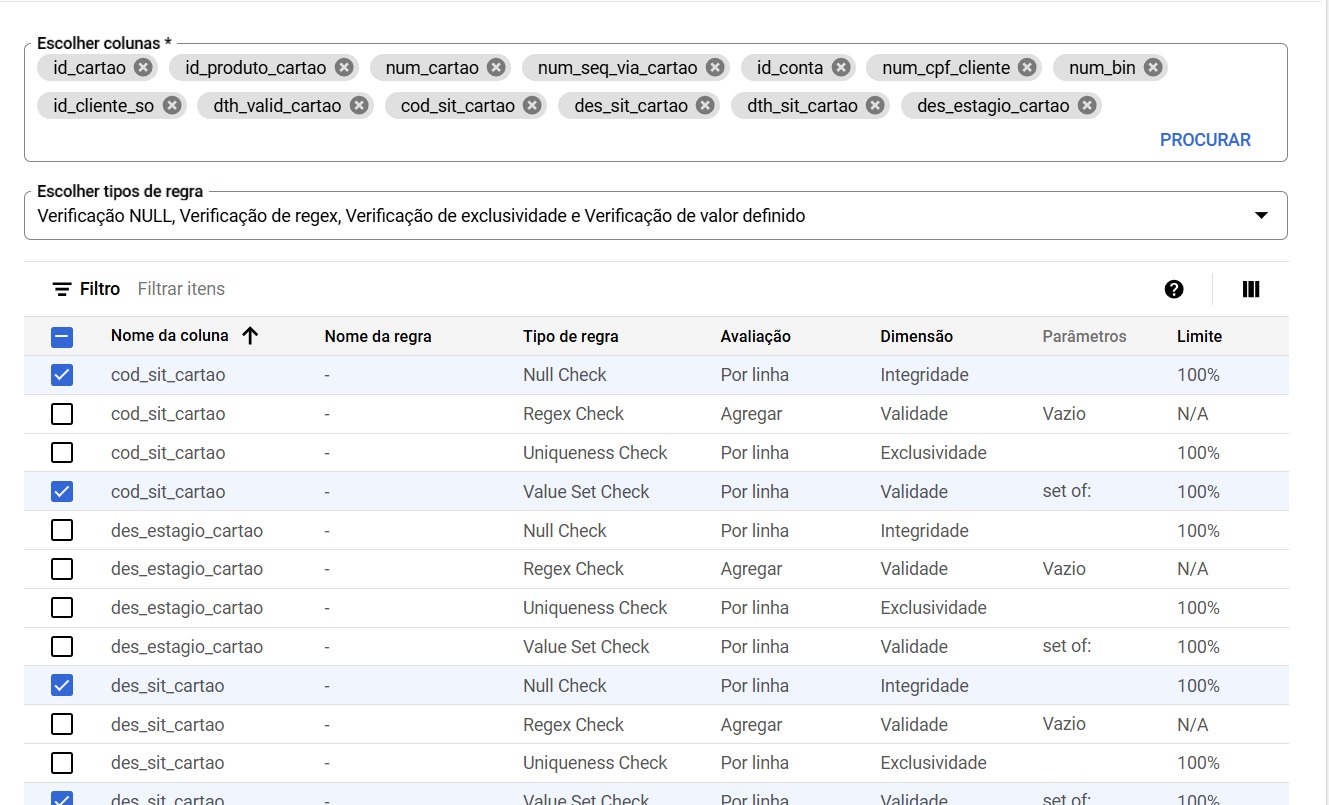 Escolher colunas *
id_cartao id_produto_cartao num_cartao num_seq_via_cartao id_conta num_cpf_cliente num_bin
id_cliente_so dth_valid_cartao cod_sit_cartao des_sit_cartao dth_sit_cartao des_estagio_cartao
PROCURAR
Escolher tipos de regra
Verificação NULL, Verificação de regex, Verificação de exclusividade e Verificação de valor definido
Filtro Filtrar itens
Nome da coluna Nome da regra Tipo de regra Avaliação Dimensão Parâmetros Limite
cod_sit_cartao - Null Check Por linha Integridade 100%
cod_sit_cartao - Regex Check Agregar Validade Vazio N/A
cod_sit_cartao - Uniqueness Check Por linha Exclusividade 100%
cod_sit_cartao - Value Set Check Por linha Validade set of: 100%
des_estagio_cartao - Null Check Por linha Integridade 100%
des_estagio_cartao - Regex Check Agregar Validade Vazio N/A
des_estagio_cartao - Uniqueness Check Por linha Exclusividade 100%
des_estagio_cartao - Value Set Check Por linha Validade set of: 100%
des_sit_cartao - Null Check Por linha Integridade 100%
des_sit_cartao - Regex Check Agregar Validade Vazio N/A
des_sit_cartao - Uniqueness Check Por linha Exclusividade 100%
des_sit_cartao - Value Set Check Por linha Validade set of: 100%